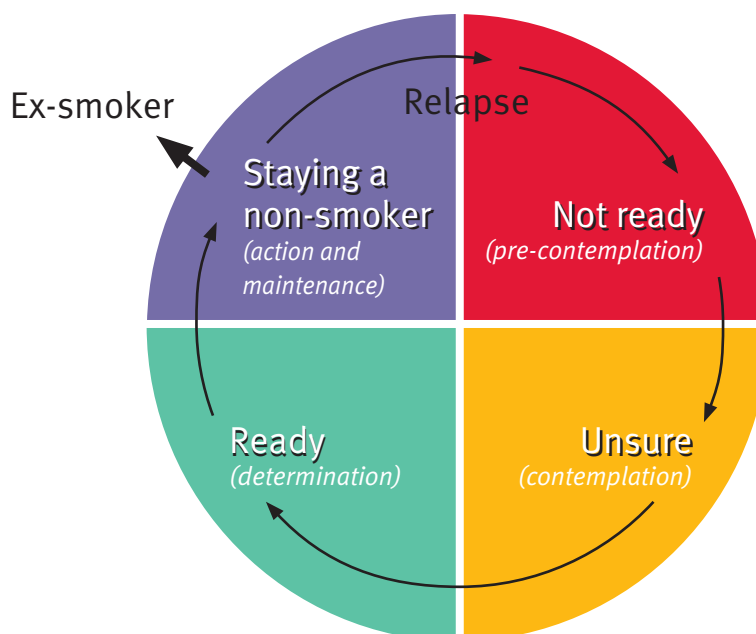 Ex-smoker
Relapse
Staying a
non-smoker
(action and
maintenance)
Not ready
(pre-contemplation)
Ready
(determination)
Unsure
(contemplation)